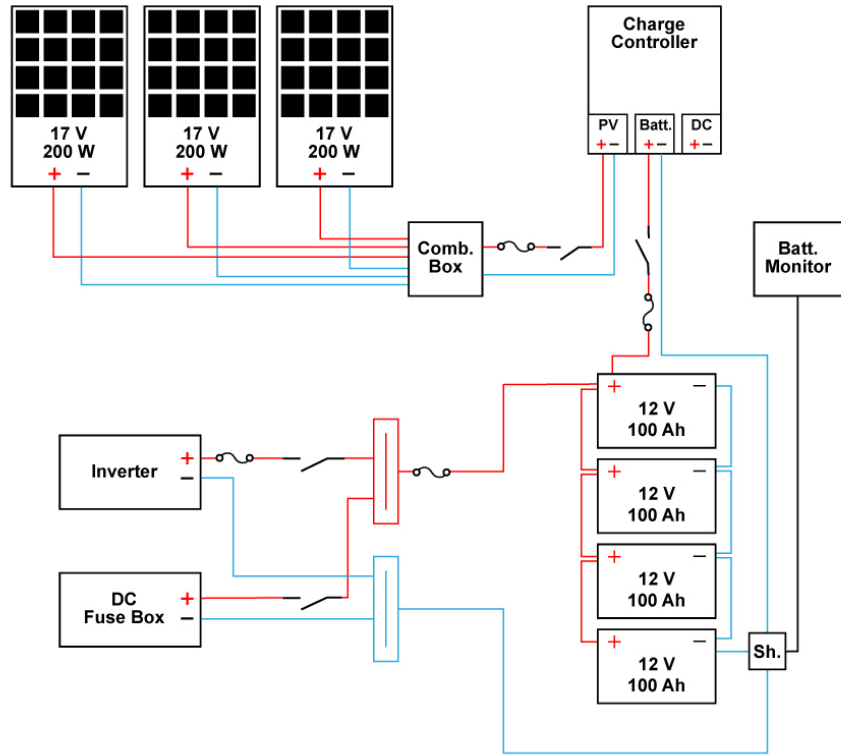 17 V
200 W
+ −
17 V
200 W
+ −
17 V
200 W
+ −
Charge
Controller
PV
+ −
Batt.
+ −
DC
+ −
Comb.
Box
Batt.
Monitor
+ −
12 V
100 Ah
+ −
12 V
100 Ah
+ −
12 V
100 Ah
+ −
12 V
100 Ah
Inverter
+
−
DC
Fuse Box
+
−
Sh.